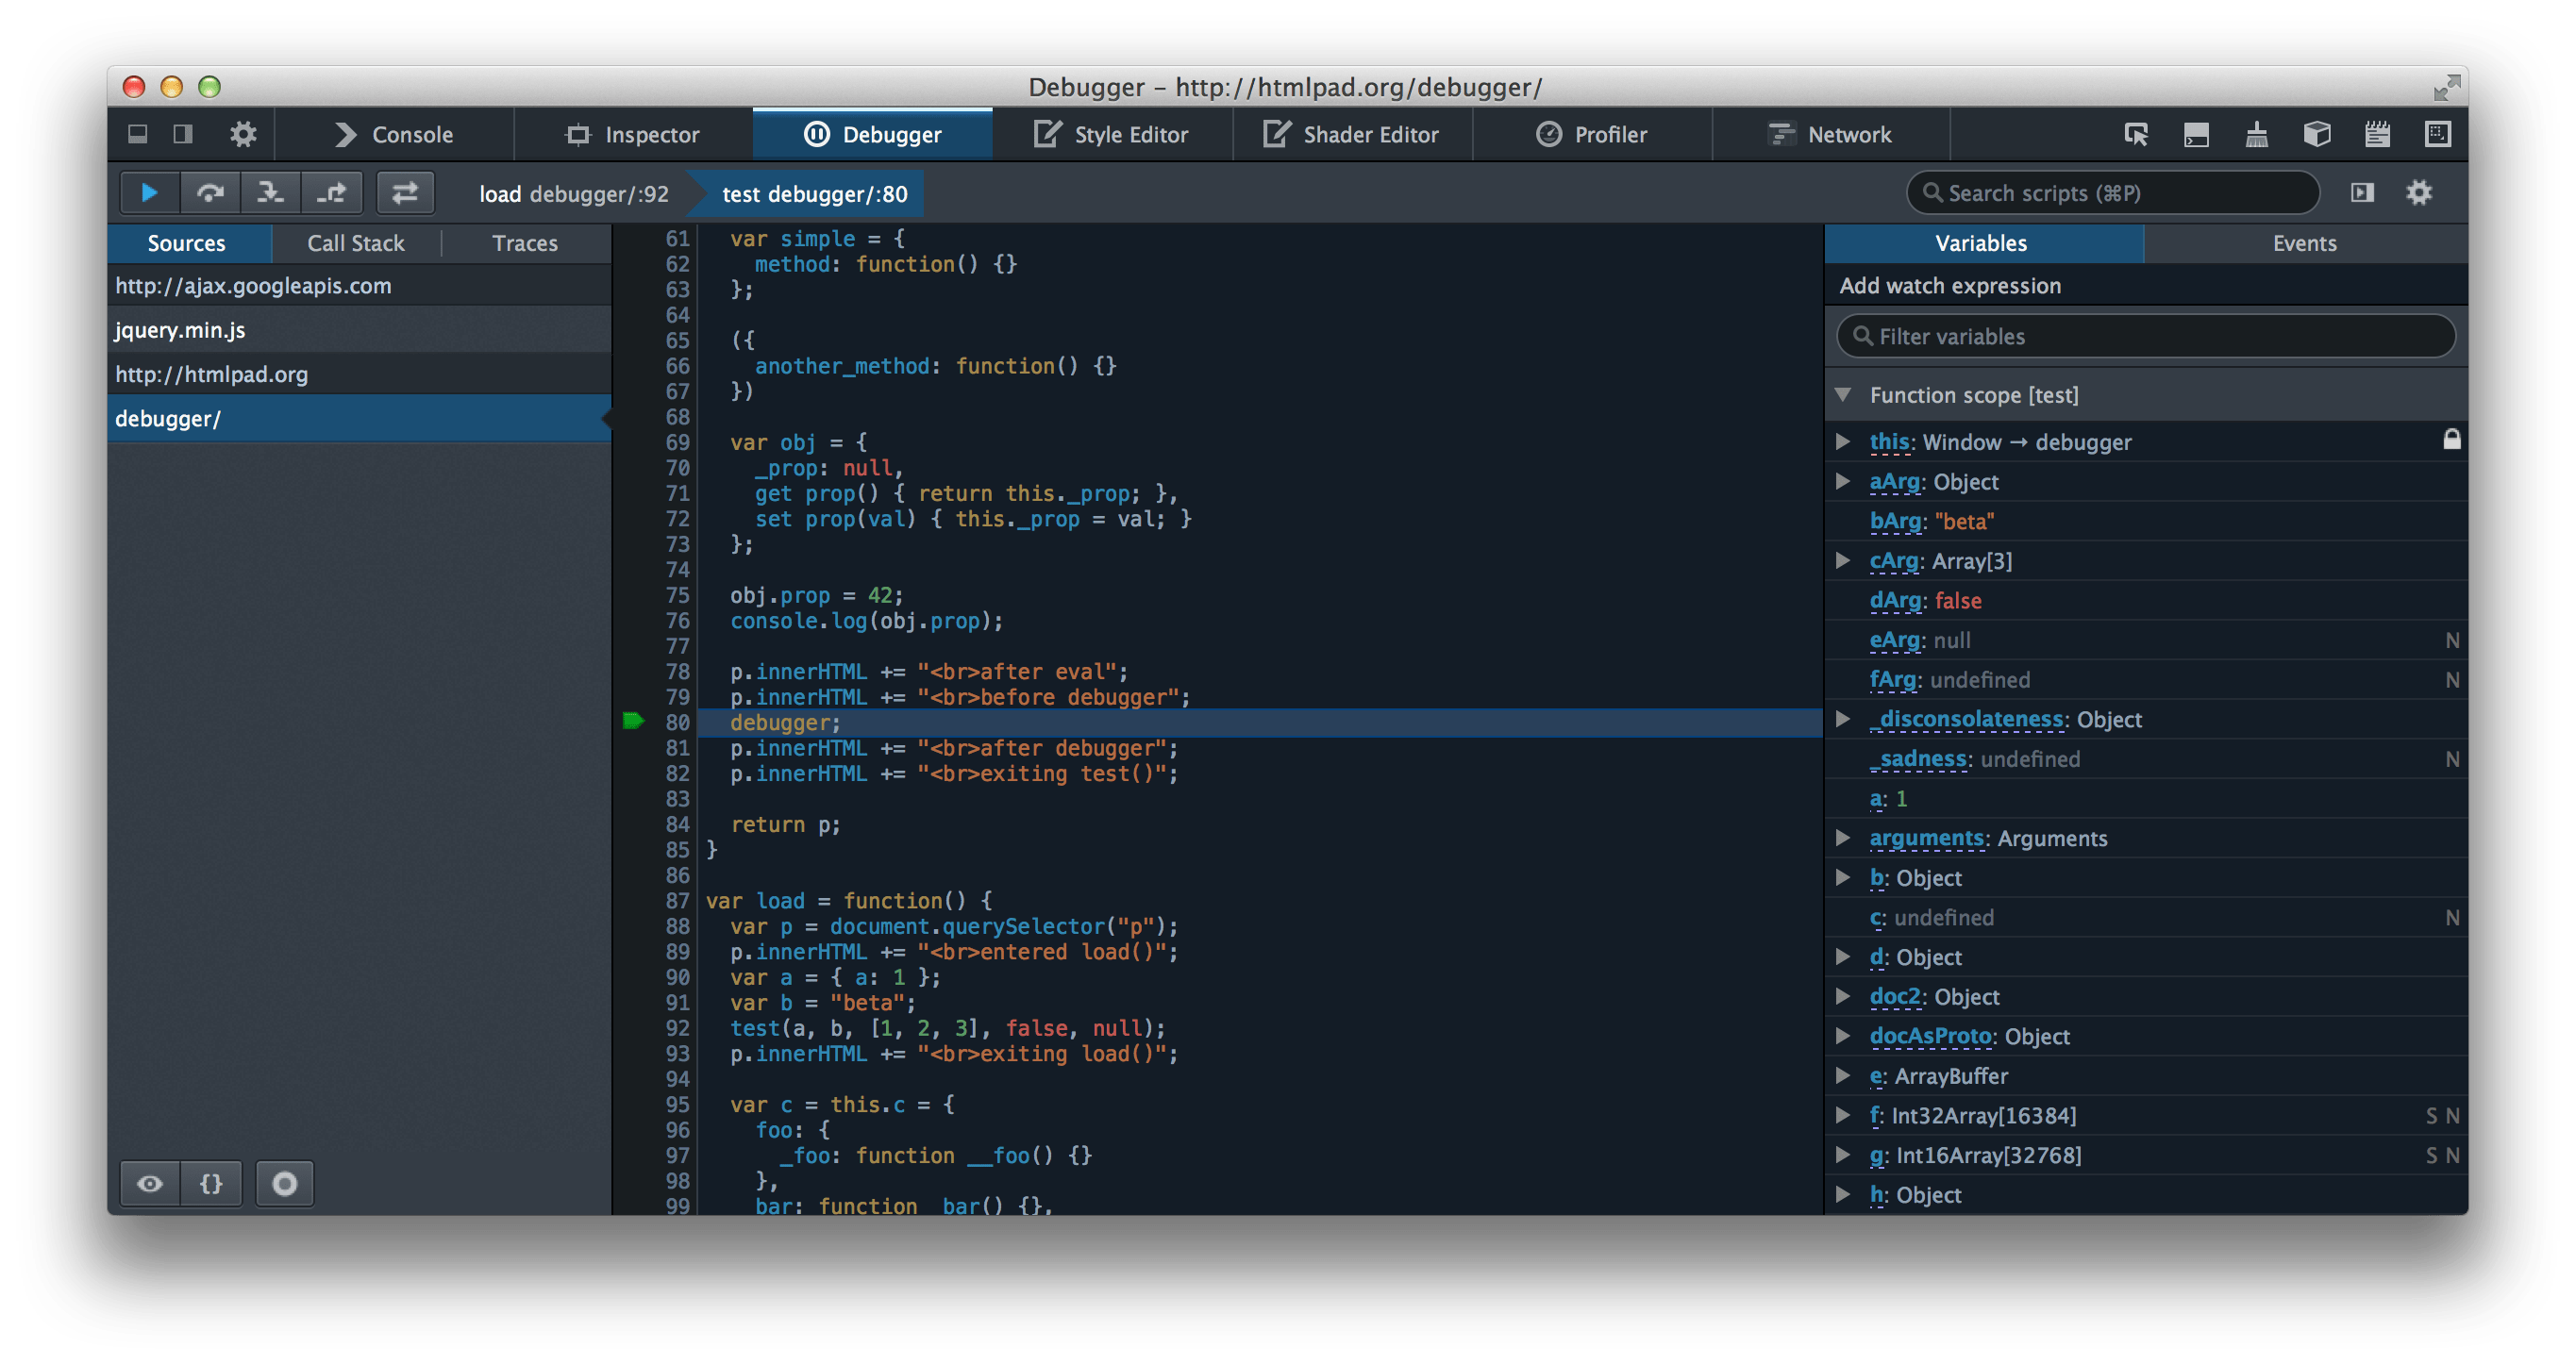 Debugger – http://htmlpad.org/debugger/
Console Inspector Debugger Style Editor Shader Editor Profiler Network
load debugger/:92 test debugger/:80 Search scripts (⌘P)
Sources Call Stack Traces
http://ajax.googleapis.com
jquery.min.js
http://htmlpad.org
debugger/
{}
61 var simple = {
62 method: function() {}
63 };
64
65 ({
66 another_method: function() {}
67 })
68
69 var obj = {
70 _prop: null,
71 get prop() { return this._prop; },
72 set prop(val) { this._prop = val; }
73 };
74
75 obj.prop = 42;
76 console.log(obj.prop);
77
78 p.innerHTML += "<br>after eval";
79 p.innerHTML += "<br>before debugger";
80 debugger;
81 p.innerHTML += "<br>after debugger";
82 p.innerHTML += "<br>exiting test()";
83
84 return p;
85 }
86
87 var load = function() {
88 var p = document.querySelector("p");
89 p.innerHTML += "<br>entered load()";
90 var a = { a: 1 };
91 var b = "beta";
92 test(a, b, [1, 2, 3], false, null);
93 p.innerHTML += "<br>exiting load()";
94
95 var c = this.c = {
96 foo: {
97 _foo: function __foo() {}
98 },
99 bar: function _bar() {},
Variables Events
Add watch expression
Filter variables
Function scope [test]
this: Window → debugger
aArg: Object
bArg: "beta"
cArg: Array[3]
dArg: false
eArg: null N
fArg: undefined N
_disconsolateness: Object
_sadness: undefined N
a: 1
arguments: Arguments
b: Object
c: undefined N
d: Object
doc2: Object
docAsProto: Object
e: ArrayBuffer
f: Int32Array[16384] S N
g: Int16Array[32768] S N
h: Object